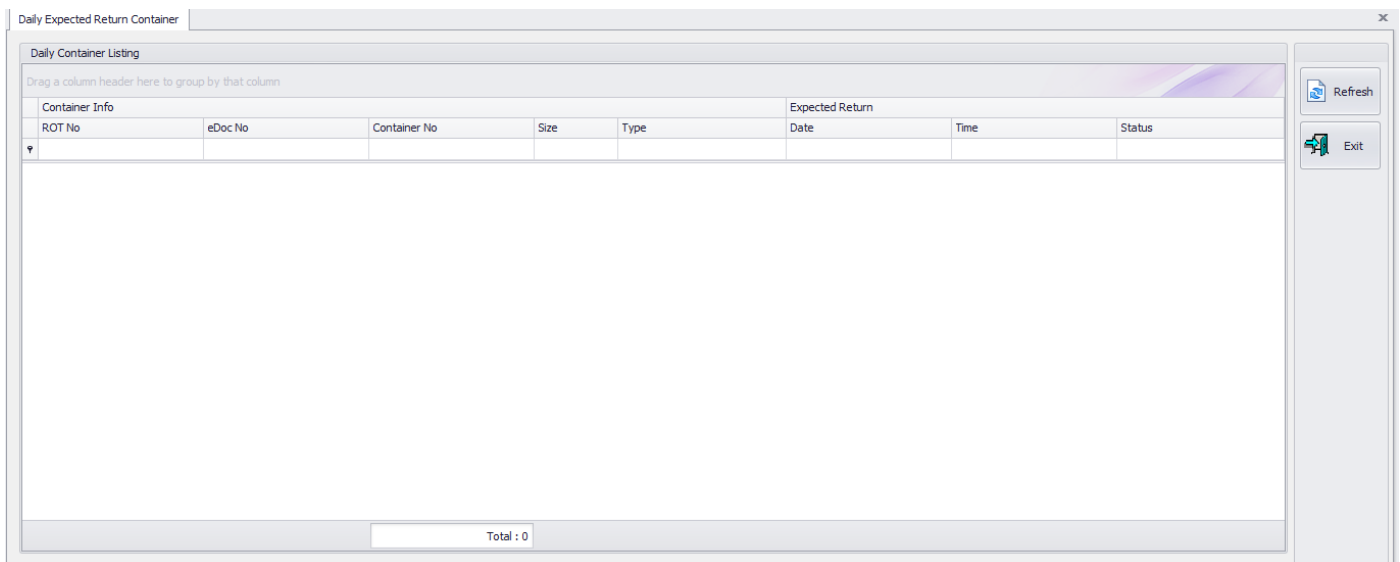 Daily Expected Return Container
Daily Container Listing
Drag a column header here to group by that column
Refresh
Container Info Expected Return
ROT No eDoc No Container No Size Type Date Time Status
Exit
Total : 0